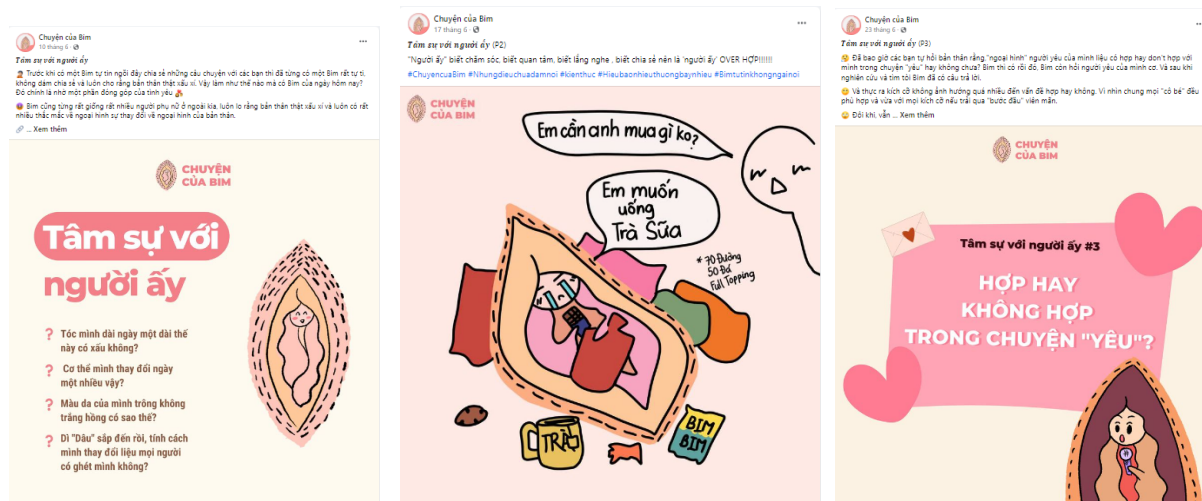 Chuyện của Bim
10 tháng 6
Tâm sự với người ấy
Trước khi có một Bim tự tin ngồi đây chia sẻ những câu chuyện với các bạn thì đã từng có một Bim rất tự ti,
không dám chia sẻ và luôn cho rằng bản thân thật xấu xí. Vậy làm như thế nào mà có Bim của ngày hôm nay?
Đó chính là nhờ một phần đóng góp của tình yêu
Bim cũng từng rất giống rất nhiều người phụ nữ ở ngoài kia, luôn lo rằng bản thân thật xấu xí và luôn có rất
nhiều thắc mắc về ngoại hình sự thay đổi về ngoại hình của bản thân.
... Xem thêm
CHUYỆN
CỦA BIM
Tâm sự với
người ấy
? Tóc mình dài ngày một dài thế
này có xấu không?
? Cơ thể mình thay đổi ngày
một nhiều vậy?
? Màu da của mình trông không
trắng hồng có sao thế?
? Dì "Dâu" sắp đến rồi, tính cách
mình thay đổi liệu mọi người
có ghét mình không?
Chuyện của Bim
17 tháng 6
Tâm sự với người ấy (P2)
"Người ấy" biết chăm sóc, biết quan tâm, biết lắng nghe , biết chia sẻ nên là 'người ấy' OVER HỢP!!!!!!
#ChuyencuaBim #Nhungdieuchuadamnoi #kienthuc #Hieubaonhieuthuongbaynhieu #Bimtutinkhongngainoi
CHUYỆN
CỦA BIM
Em cần anh mua gì ko?
Em muốn
uống
Trà Sữa
* 70 Đường
50 Đá
Full Topping
TRÀ
BIM
BIM
Chuyện của Bim
23 tháng 6
Tâm sự với người ấy (P3)
Đã bao giờ các bạn tự hỏi bản thân rằng,"ngoại hình" người yêu của mình liệu có hợp hay don't hợp với
mình trong chuyện "yêu" hay không chưa? Bim thì có rồi đó, Bim còn hỏi người yêu của mình cơ. Và sau khi
nghiên cứu và tìm tòi Bim đã có câu trả lời.
Và thực ra kích cỡ không ảnh hưởng quá nhiều đến vấn đề hợp hay không. Vì nhìn chung mọi "cô bé" đều
phù hợp và vừa với mọi kích cỡ nếu trải qua "bước đầu" viên mãn.
Đôi khi, vẫn ... Xem thêm
CHUYỆN
CỦA BIM
Tâm sự với người ấy #3
HỢP HAY
KHÔNG HỢP
TRONG CHUYỆN "YÊU"?